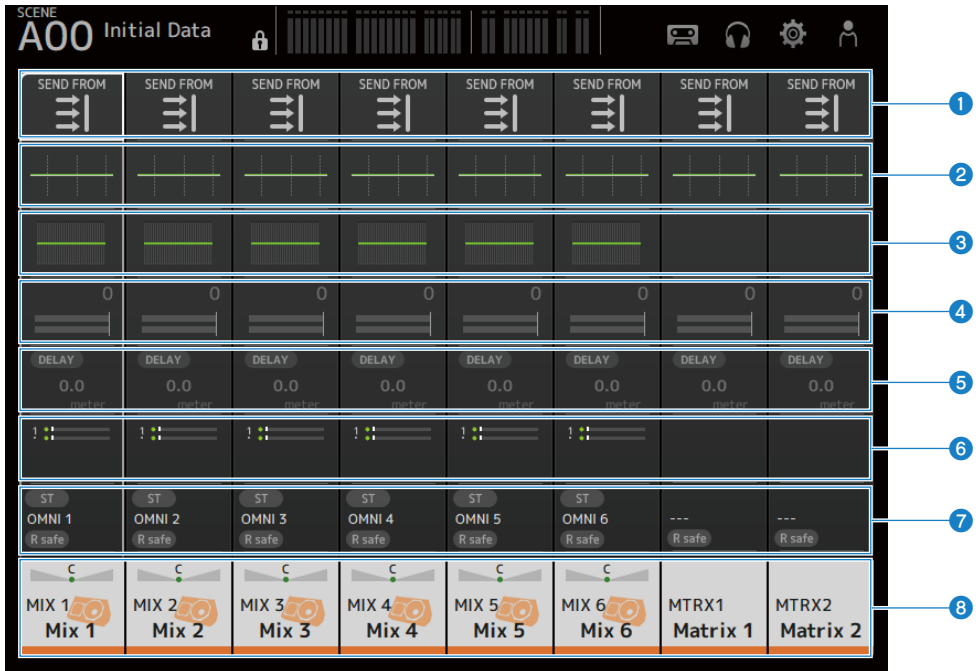 SCENE
A00 Initial Data
SEND FROM SEND FROM SEND FROM SEND FROM SEND FROM SEND FROM SEND FROM SEND FROM
1
2
3
0 0 0 0 0 0 0 0
4
DELAY DELAY DELAY DELAY DELAY DELAY DELAY DELAY
0.0 0.0 0.0 0.0 0.0 0.0 0.0 0.0
meter meter meter meter meter meter meter meter
5
1 1 1 1 1 1
! ! ! ! ! !
6
ST ST ST ST ST ST
OMNI 1 OMNI 2 OMNI 3 OMNI 4 OMNI 5 OMNI 6 --- ---
R safe R safe R safe R safe R safe R safe R safe R safe
7
C C C C C C
MIX 1 MIX 2 MIX 3 MIX 4 MIX 5 MIX 6 MTRX1 MTRX2
Mix 1 Mix 2 Mix 3 Mix 4 Mix 5 Mix 6 Matrix 1 Matrix 2
8